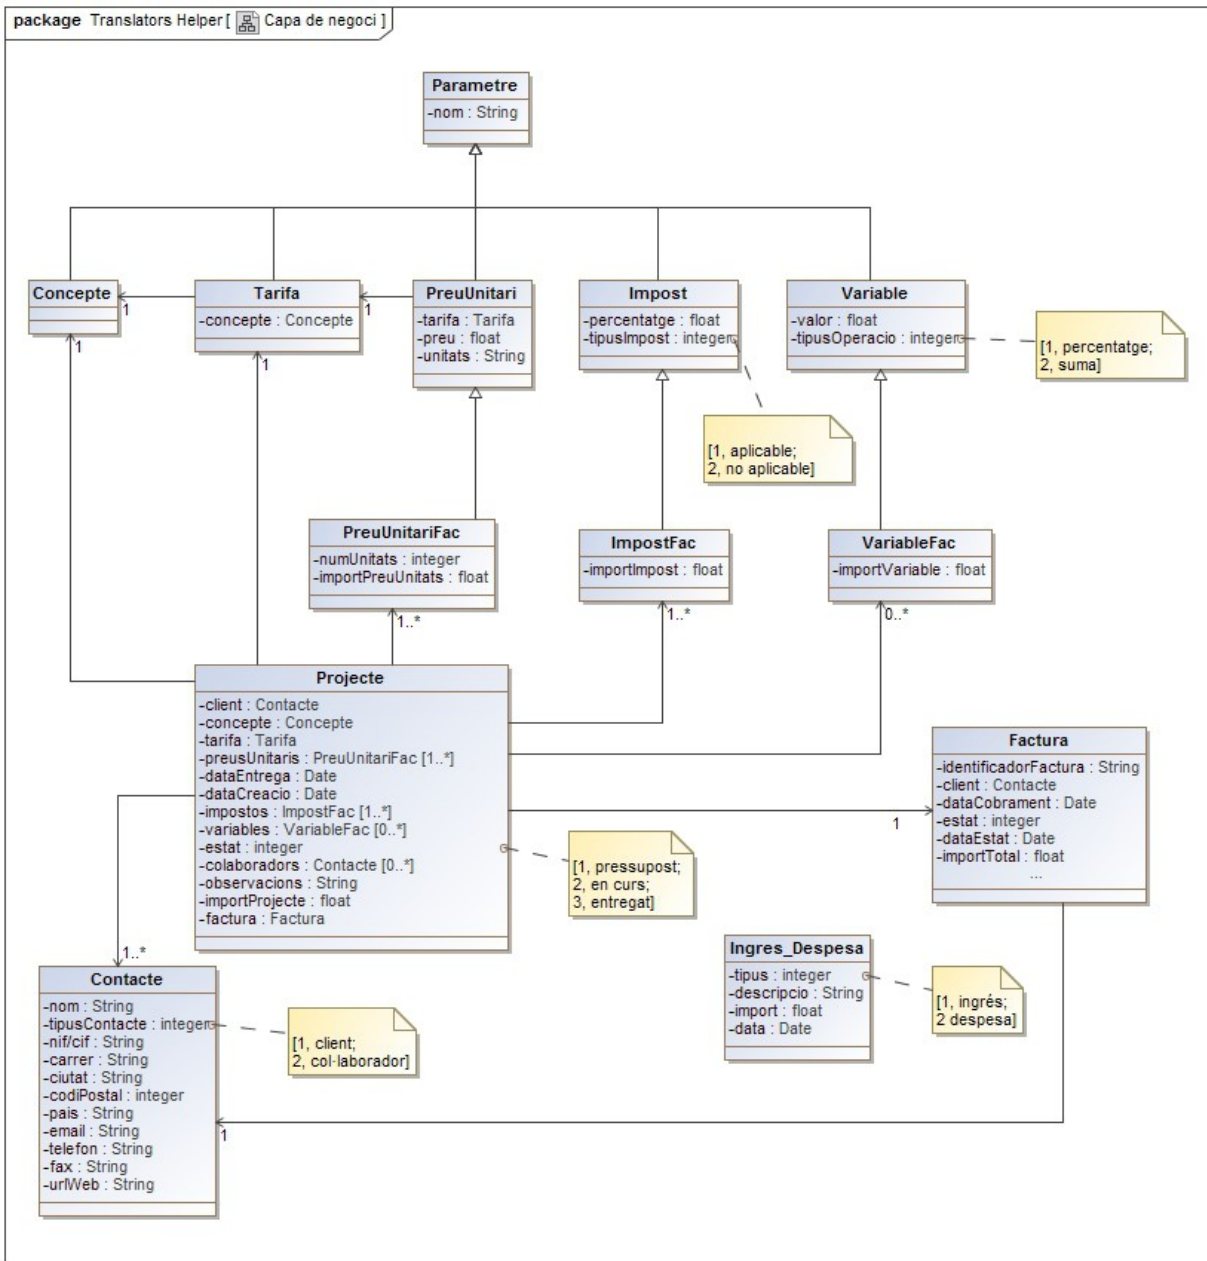 package Translators Helper [ Capa de negoci ]
Parametre
-nom : String
Concepte
Tarifa
-concepte : Concepte
PreuUnitari
-tarifa : Tarifa
-preu : float
-unitats : String
Impost
-percentatge : float
-tipusImpost : integer
Variable
-valor : float
-tipusOperacio : integer
[1, percentatge;
2, suma]
1
1
1
1
[1, aplicable;
2, no aplicable]
PreuUnitariFac
-numUnitats : integer
-importPreuUnitats : float
ImpostFac
-importImpost : float
VariableFac
-importVariable : float
1..*
1..*
0..*
Projecte
-client : Contacte
-concepte : Concepte
-tarifa : Tarifa
-preusUnitaris : PreuUnitariFac [1..*]
-dataEntrega : Date
-dataCreacio : Date
-impostos : ImpostFac [1..*]
-variables : VariableFac [0..*]
-estat : integer
-colaboradors : Contacte [0..*]
-observacions : String
-importProjecte : float
-factura : Factura
1
Factura
-identificadorFactura : String
-client : Contacte
-dataCobrament : Date
-estat : integer
-dataEstat : Date
-importTotal : float
...
[1, pressupost;
2, en curs;
3, entregat]
1..*
Contacte
-nom : String
-tipusContacte : integer
-nif/cif : String
-carrer : String
-ciutat : String
-codiPostal : integer
-pais : String
-email : String
-telefon : String
-fax : String
-urlWeb : String
[1, client;
2, col·laborador]
Ingres_Despesa
-tipus : integer
-descripcio : String
-import : float
-data : Date
[1, ingrés;
2 despesa]
1